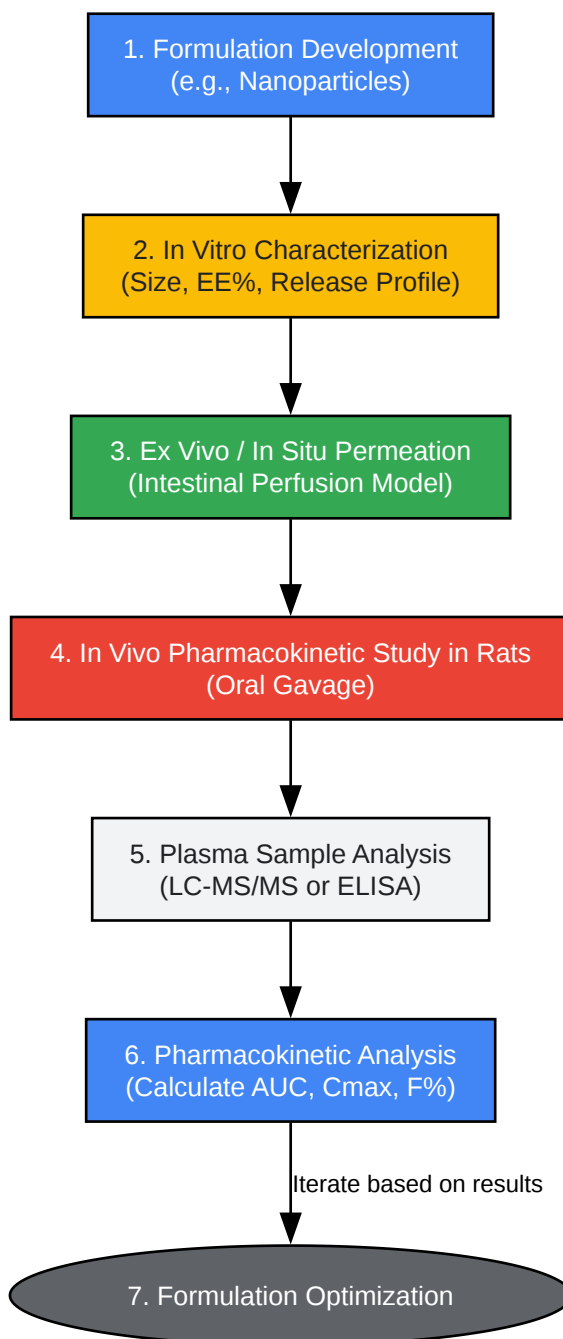 1. Formulation Development
(e.g., Nanoparticles)
2. In Vitro Characterization
(Size, EE%, Release Profile)
3. Ex Vivo / In Situ Permeation
(Intestinal Perfusion Model)
4. In Vivo Pharmacokinetic Study in Rats
(Oral Gavage)
5. Plasma Sample Analysis
(LC-MS/MS or ELISA)
6. Pharmacokinetic Analysis
(Calculate AUC, Cmax, F%)
Iterate based on results
7. Formulation Optimization